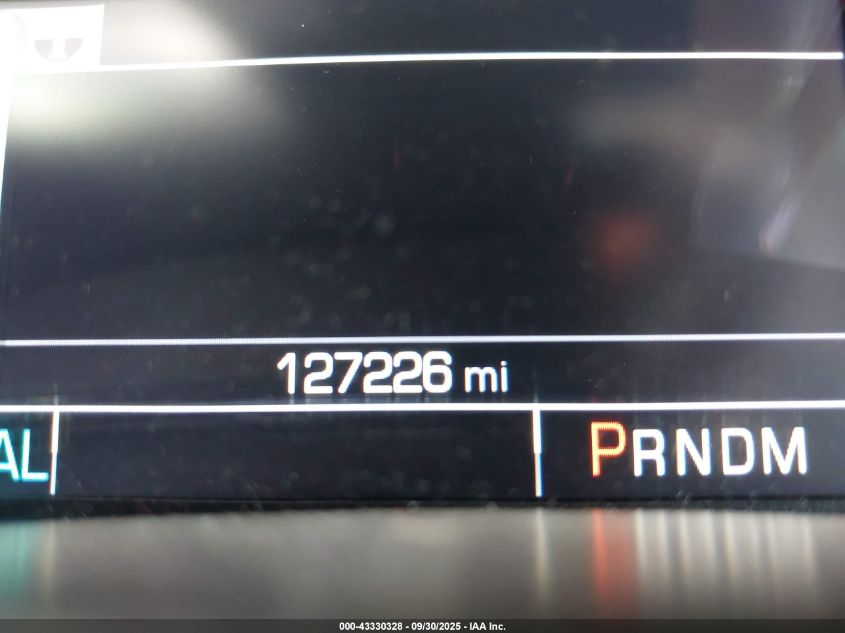 127226 mi
AL
PRNDM
000-43330328 - 09/30/2025 - IAA Inc.